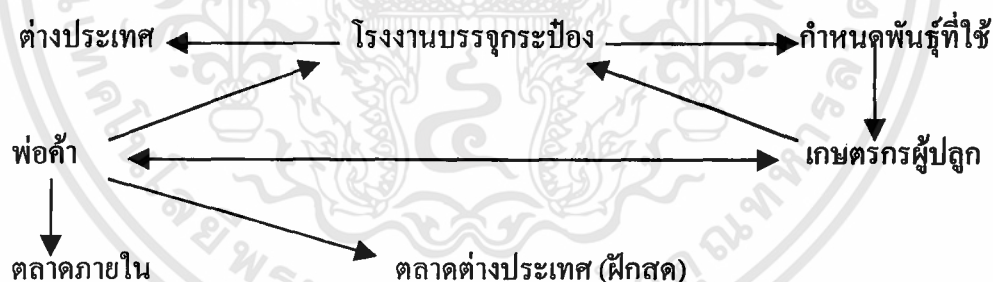 ต่างประเทศ โรงงานบรรจุกระป๋อง กำหนดพันธุ์ที่ใช้
พ่อค้า เกษตรกรผู้ปลูก
ตลาดภายใน ตลาดต่างประเทศ (ฝักสด)